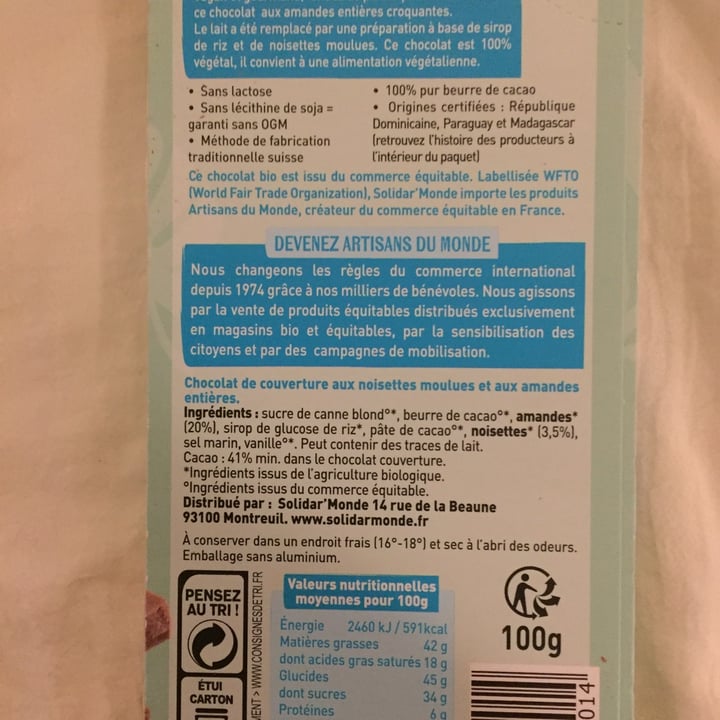 ce chocolat aux amandes entières croquantes.
Le lait a été remplacé par une préparation à base de sirop
de riz et de noisettes moulues. Ce chocolat est 100%
végétal, il convient à une alimentation végétalienne.
• Sans lactose
• Sans lécithine de soja =
garanti sans OGM
• Méthode de fabrication
traditionnelle suisse
• 100% pur beurre de cacao
• Origines certifiées : République
Dominicaine, Paraguay et Madagascar
(retrouvez l'histoire des producteurs à
l'intérieur du paquet)
Ce chocolat bio est issu du commerce équitable. Labellisée WFTO
(World Fair Trade Organization), Solidar'Monde importe les produits
Artisans du Monde, créateur du commerce équitable en France.
DEVENEZ ARTISANS DU MONDE
Nous changeons les règles du commerce international
depuis 1974 grâce à nos milliers de bénévoles. Nous agissons
par la vente de produits équitables distribués exclusivement
en magasins bio et équitables, par la sensibilisation des
citoyens et par des campagnes de mobilisation.
Chocolat de couverture aux noisettes moulues et aux amandes
entières.
Ingrédients : sucre de canne blond°*, beurre de cacao°*, amandes*
(20%), sirop de glucose de riz*, pâte de cacao°*, noisettes* (3,5%),
sel marin, vanille°*. Peut contenir des traces de lait.
Cacao : 41% min. dans le chocolat couverture.
*Ingrédients issus de l'agriculture biologique.
°Ingrédients issus du commerce équitable.
Distribué par : Solidar'Monde 14 rue de la Beaune
93100 Montreuil. www.solidarmonde.fr
À conserver dans un endroit frais (16°-18°) et sec à l'abri des odeurs.
Emballage sans aluminium.
PENSEZ
AU TRI !
ÉTUI
CARTON
MENT > WWW.CONSIGNESDETRI.FR
Valeurs nutritionnelles
moyennes pour 100g
Énergie 2460 kJ / 591kcal
Matières grasses 42 g
dont acides gras saturés 18 g
Glucides 45 g
dont sucres 34 g
Protéines 6 g
100g
014